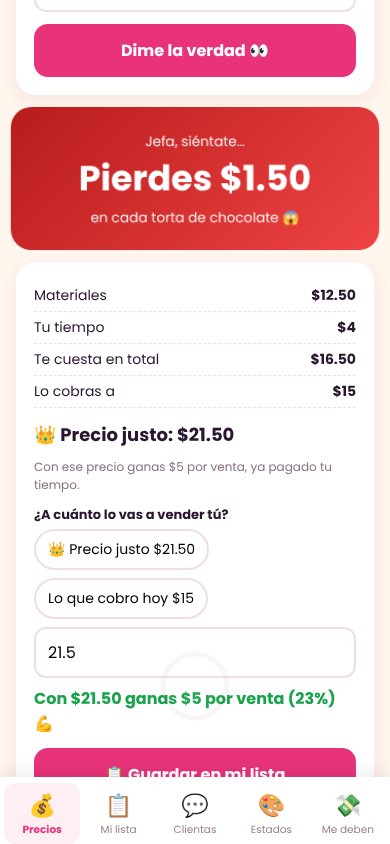 Dime la verdad 👀
Jefa, siéntate...
Pierdes $1.50
en cada torta de chocolate 😱
Materiales $12.50
Tu tiempo $4
Te cuesta en total $16.50
Lo cobras a $15
👑 Precio justo: $21.50
Con ese precio ganas $5 por venta, ya pagado tu
tiempo.
¿A cuánto lo vas a vender tú?
👑 Precio justo $21.50
Lo que cobro hoy $15
21.5
Con $21.50 ganas $5 por venta (23%)
💪
📋 Guardar en mi lista
Precios Mi lista Clientas Estados Me deben